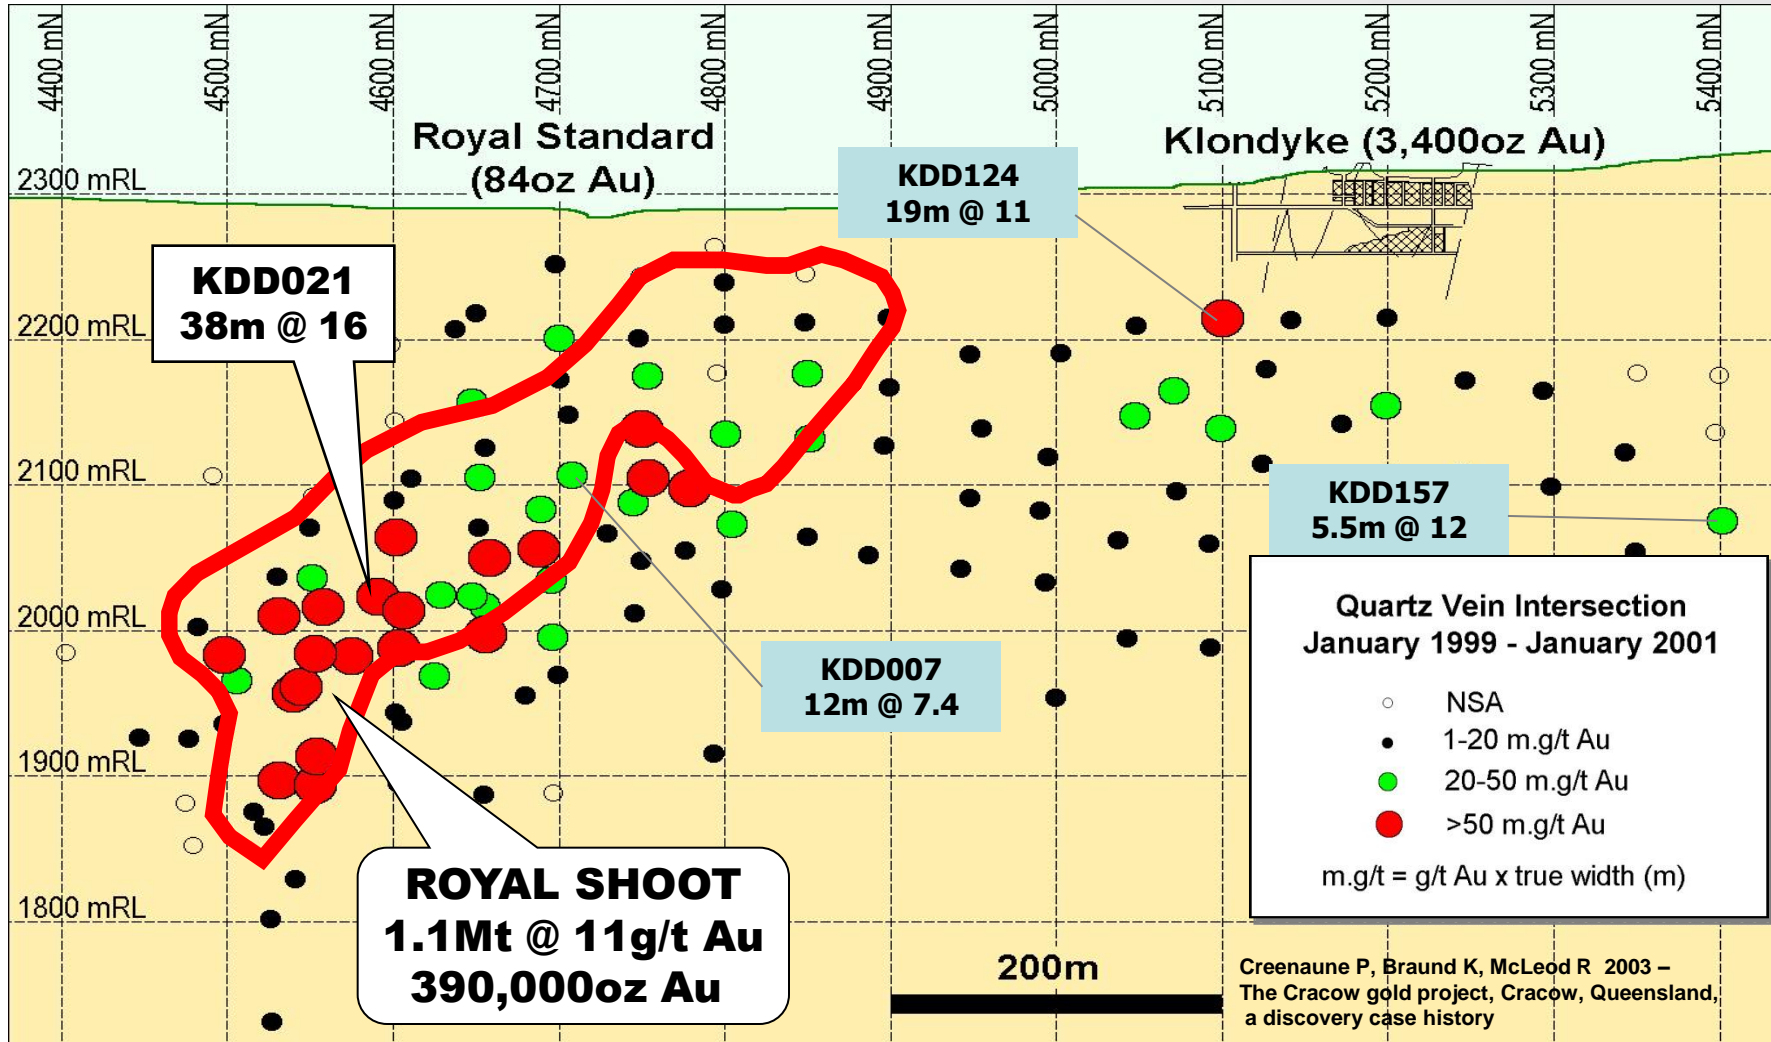 4400 mN
4500 mN
4600 mN
4700 mN
4800 mN
4900 mN
5000 mN
5100 mN
5200 mN
5300 mN
5400 mN
Royal Standard
(84oz Au)
Klondyke (3,400oz Au)
2300 mRL
KDD124
19m @ 11
KDD021
38m @ 16
2200 mRL
2100 mRL
KDD157
5.5m @ 12
2000 mRL
KDD007
12m @ 7.4
1900 mRL
1800 mRL
ROYAL SHOOT
1.1Mt @ 11g/t Au
390,000oz Au
Quartz Vein Intersection
January 1999 - January 2001
NSA
1-20 m.g/t Au
20-50 m.g/t Au
>50 m.g/t Au
m.g/t = g/t Au x true width (m)
200m
Creenaune P, Braund K, McLeod R 2003 –
The Cracow gold project, Cracow, Queensland,
a discovery case history